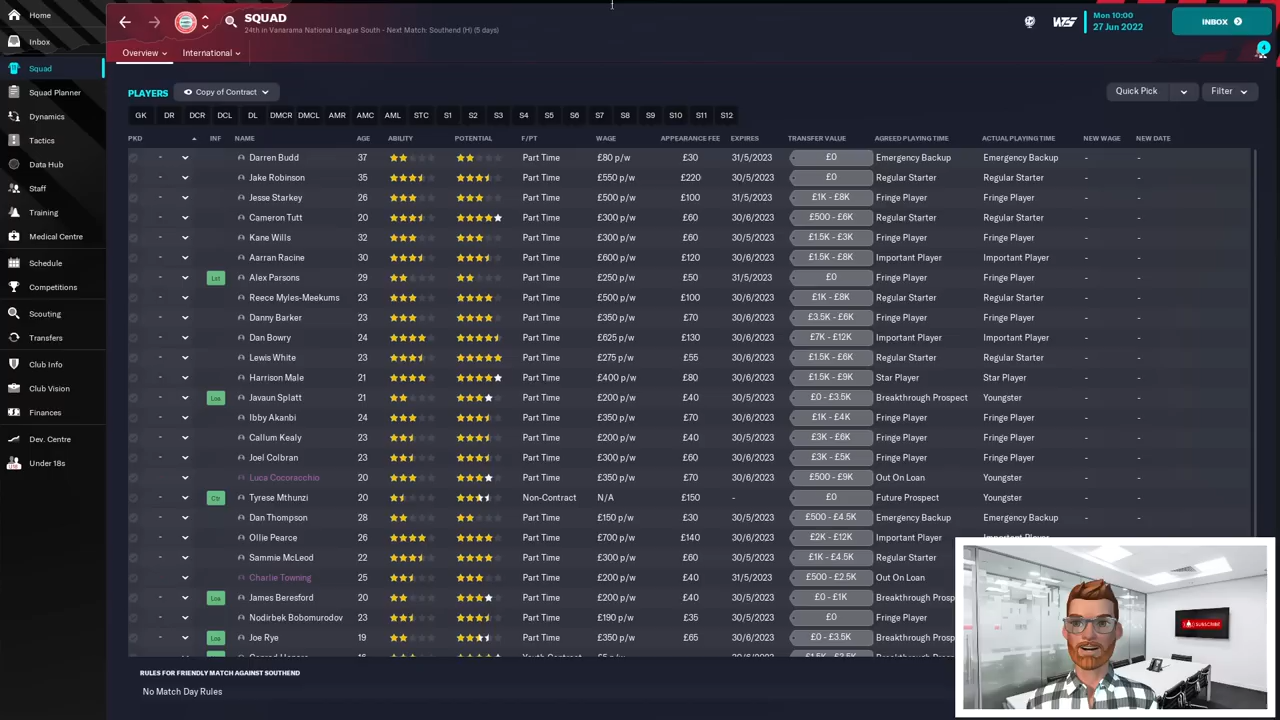 Home
SQUAD
24th in Vanarama National League South - Next Match: Southend (H) (5 days)
Mon 10:00
27 Jun 2022
INBOX
Inbox
Squad
Squad Planner
Dynamics
Tactics
Data Hub
Staff
Training
Medical Centre
Schedule
Competitions
Scouting
Transfers
Club Info
Club Vision
Finances
Dev. Centre
Under 18s
Overview
International
4
PLAYERS
Copy of Contract
Quick Pick
Filter
GK DR DCR DCL DL DMCR DMCL AMR AMC AML STC S1 S2 S3 S4 S5 S6 S7 S8 S9 S10 S11 S12
PKD INF NAME AGE ABILITY POTENTIAL F/PT WAGE APPEARANCE FEE EXPIRES TRANSFER VALUE AGREED PLAYING TIME ACTUAL PLAYING TIME NEW WAGE NEW DATE
- Darren Budd 37 Part Time £80 p/w £30 31/5/2023 £0 Emergency Backup Emergency Backup - -
- Jake Robinson 35 Part Time £550 p/w £220 30/5/2023 £0 Regular Starter Regular Starter - -
- Jesse Starkey 26 Part Time £500 p/w £100 31/5/2023 £1K - £8K Fringe Player Fringe Player - -
- Cameron Tutt 20 Part Time £300 p/w £60 30/6/2023 £500 - £6K Regular Starter Regular Starter - -
- Kane Wills 32 Part Time £300 p/w £60 30/5/2023 £1.5K - £3K Fringe Player Fringe Player - -
- Aarran Racine 30 Part Time £600 p/w £120 30/6/2023 £1.5K - £8K Important Player Important Player - -
- Lst Alex Parsons 29 Part Time £250 p/w £50 31/5/2023 £0 Fringe Player Fringe Player - -
- Reece Myles-Meekums 23 Part Time £500 p/w £100 30/6/2023 £1K - £8K Regular Starter Regular Starter - -
- Danny Barker 23 Part Time £350 p/w £70 30/6/2023 £3.5K - £6K Fringe Player Fringe Player - -
- Dan Bowry 24 Part Time £625 p/w £130 30/6/2023 £7K - £12K Important Player Important Player - -
- Lewis White 23 Part Time £275 p/w £55 30/6/2023 £1.5K - £6K Regular Starter Regular Starter - -
- Harrison Male 21 Part Time £400 p/w £80 30/6/2023 £1.5K - £9K Star Player Star Player - -
- Loa Javaun Splatt 21 Part Time £200 p/w £40 30/6/2023 £0 - £3.5K Breakthrough Prospect Youngster - -
- Ibby Akanbi 24 Part Time £350 p/w £70 30/6/2023 £1K - £4K Fringe Player Fringe Player - -
- Callum Kealy 23 Part Time £200 p/w £40 30/5/2023 £3K - £6K Fringe Player Fringe Player - -
- Joel Colbran 23 Part Time £300 p/w £60 30/5/2023 £3K - £5K Fringe Player Fringe Player - -
Luca Cocoracchio 20 Part Time £350 p/w £70 30/6/2023 £500 - £9K Out On Loan Youngster - -
- Ctr Tyrese Mthunzi 20 Non-Contract N/A £150 - £0 Future Prospect Youngster - -
- Dan Thompson 28 Part Time £150 p/w £30 30/5/2023 £500 - £4.5K Emergency Backup Emergency Backup - -
- Ollie Pearce 26 Part Time £700 p/w £140 30/6/2023 £2K - £12K Important Player
- Sammie McLeod 22 Part Time £300 p/w £60 30/6/2023 £1K - £4.5K Regular Starter
Charlie Towning 25 Part Time £200 p/w £40 31/5/2023 £500 - £2.5K Out On Loan
- Loa James Beresford 20 Part Time £200 p/w £40 30/6/2023 £0 - £1K Breakthrough
- Nodirbek Bobomurodov 23 Part Time £190 p/w £35 30/6/2023 £0 Fringe Player
- Loa Joe Rye 19 Part Time £350 p/w £65 30/6/2023 £0 - £3.5K Breakthrough
RULES FOR FRIENDLY MATCH AGAINST SOUTHEND
No Match Day Rules
SUBSCRIBE